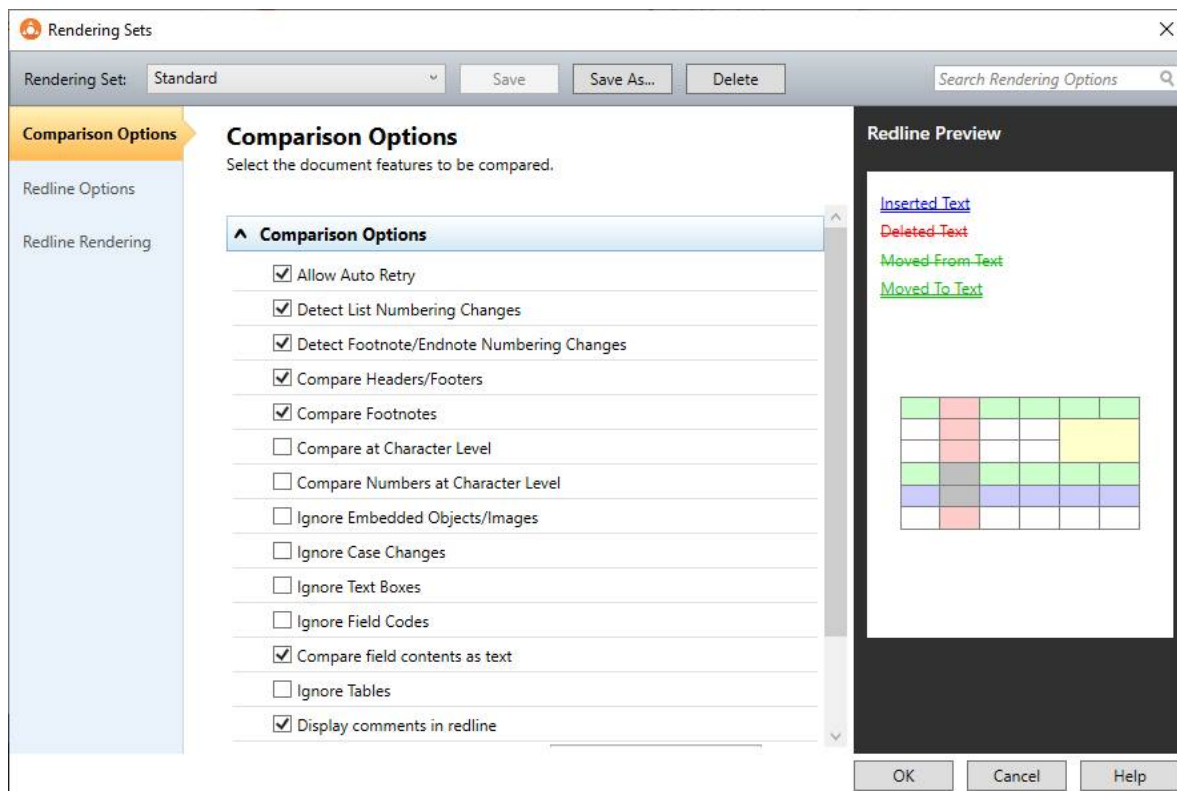 Rendering Sets
Rendering Set: Standard Save Save As... Delete Search Rendering Options
Comparison Options
Redline Options
Redline Rendering
Comparison Options
Select the document features to be compared.
Comparison Options
Allow Auto Retry
Detect List Numbering Changes
Detect Footnote/Endnote Numbering Changes
Compare Headers/Footers
Compare Footnotes
Compare at Character Level
Compare Numbers at Character Level
Ignore Embedded Objects/Images
Ignore Case Changes
Ignore Text Boxes
Ignore Field Codes
Compare field contents as text
Ignore Tables
Display comments in redline
Redline Preview
Inserted Text
Deleted Text
Moved From Text
Moved To Text
OK Cancel Help